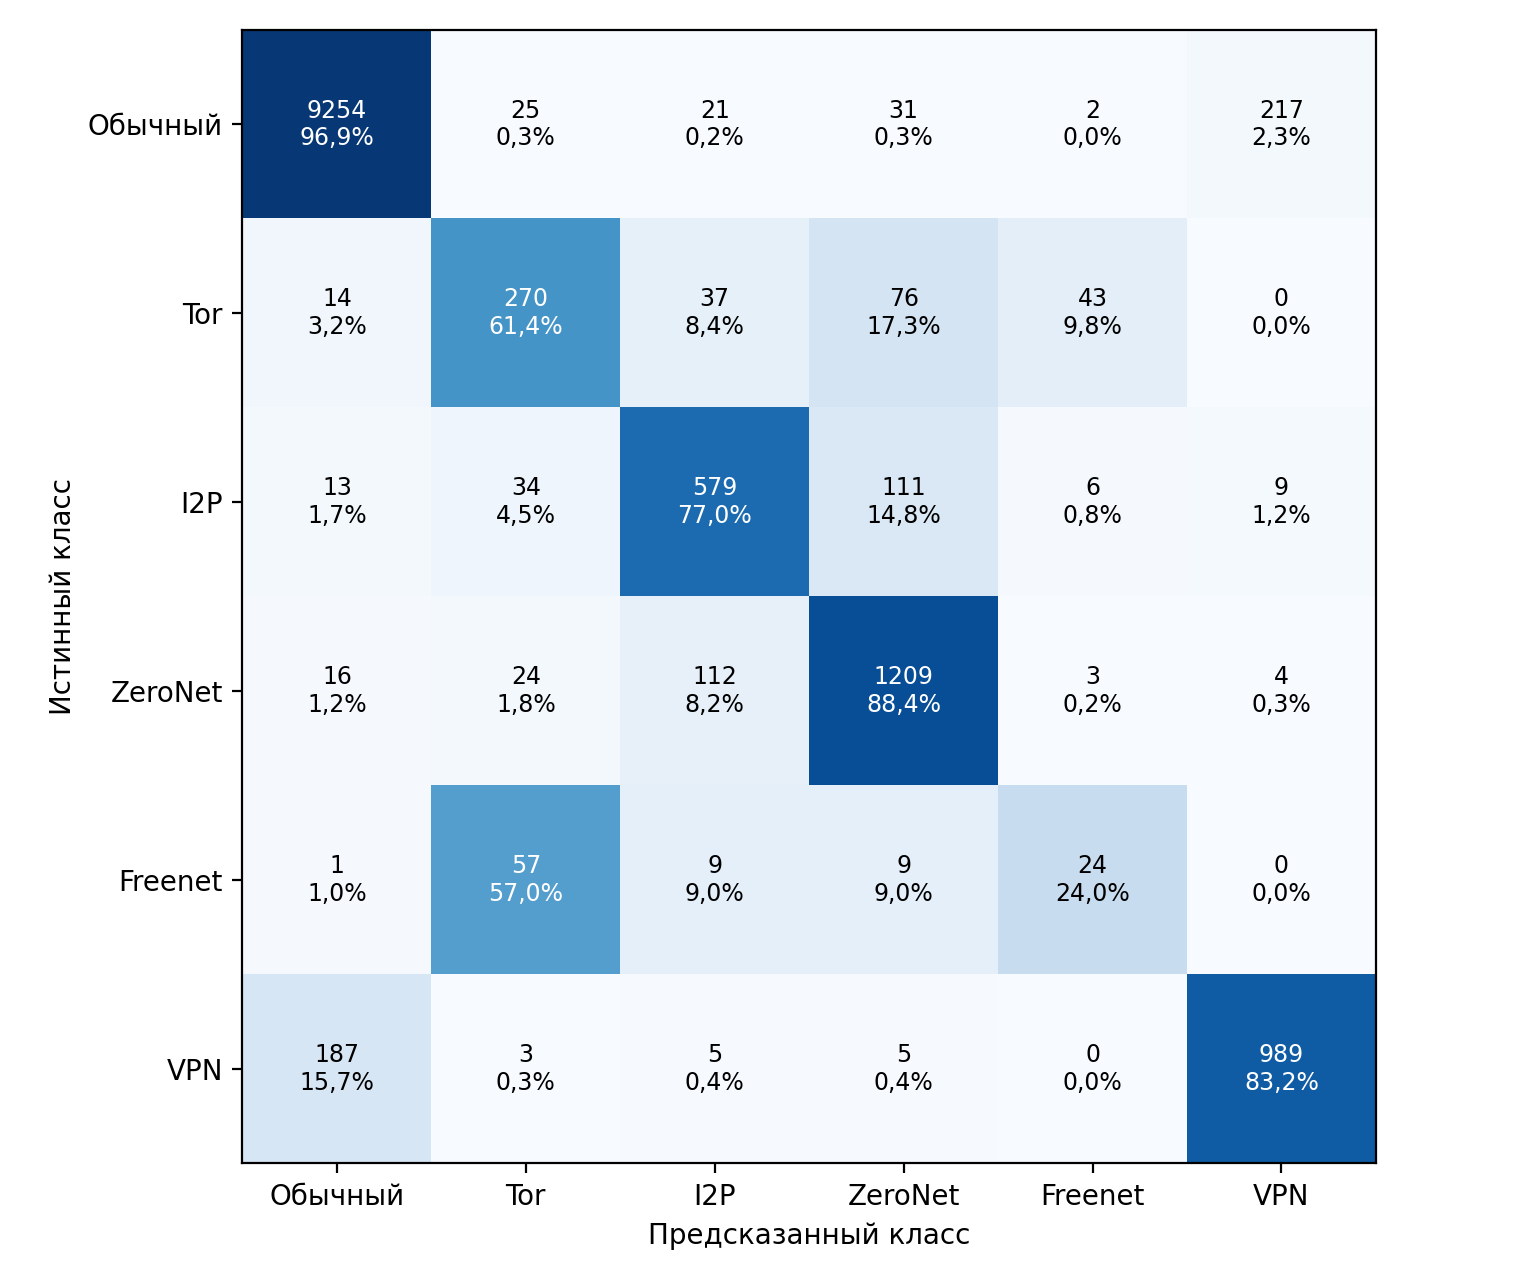 Обычный
9254 25 21 31 2 217
96,9% 0,3% 0,2% 0,3% 0,0% 2,3%
Tor
14 270 37 76 43 0
3,2% 61,4% 8,4% 17,3% 9,8% 0,0%
I2P
13 34 579 111 6 9
1,7% 4,5% 77,0% 14,8% 0,8% 1,2%
ZeroNet
16 24 112 1209 3 4
1,2% 1,8% 8,2% 88,4% 0,2% 0,3%
Freenet
1 57 9 9 24 0
1,0% 57,0% 9,0% 9,0% 24,0% 0,0%
VPN
187 3 5 5 0 989
15,7% 0,3% 0,4% 0,4% 0,0% 83,2%
Истинный класс
Обычный Tor I2P ZeroNet Freenet VPN
Предсказанный класс